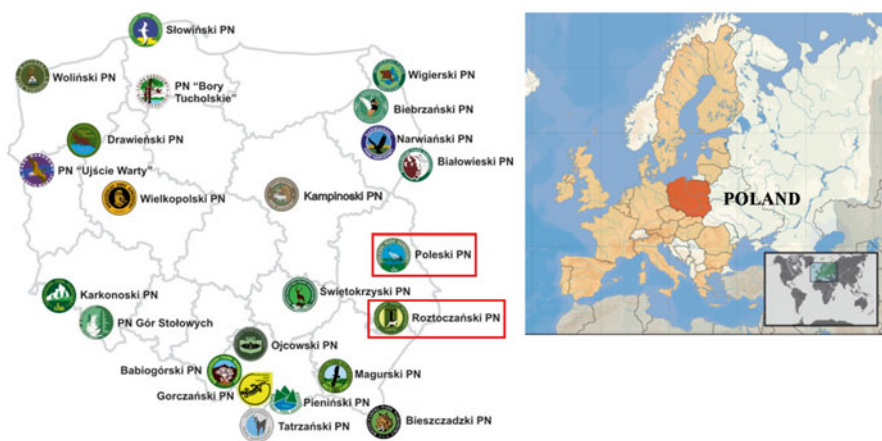 Słowiński PN
Woliński PN
PN “Bory
Tucholskie”
Wigierski PN
Biebrzański PN
Drawieński PN
Narwiański PN
Białowieski PN
PN “Ujście Warty”
Wielkopolski PN
Kampinoski PN
Poleski PN
Karkonoski PN
Świętokrzyski PN
PN Gór Stołowych
Roztoczański PN
Ojcowski PN
Babiogórski PN
Magurski PN
Gorczański PN
Pieniński PN
Tatrzański PN
Bieszczadzki PN
POLAND